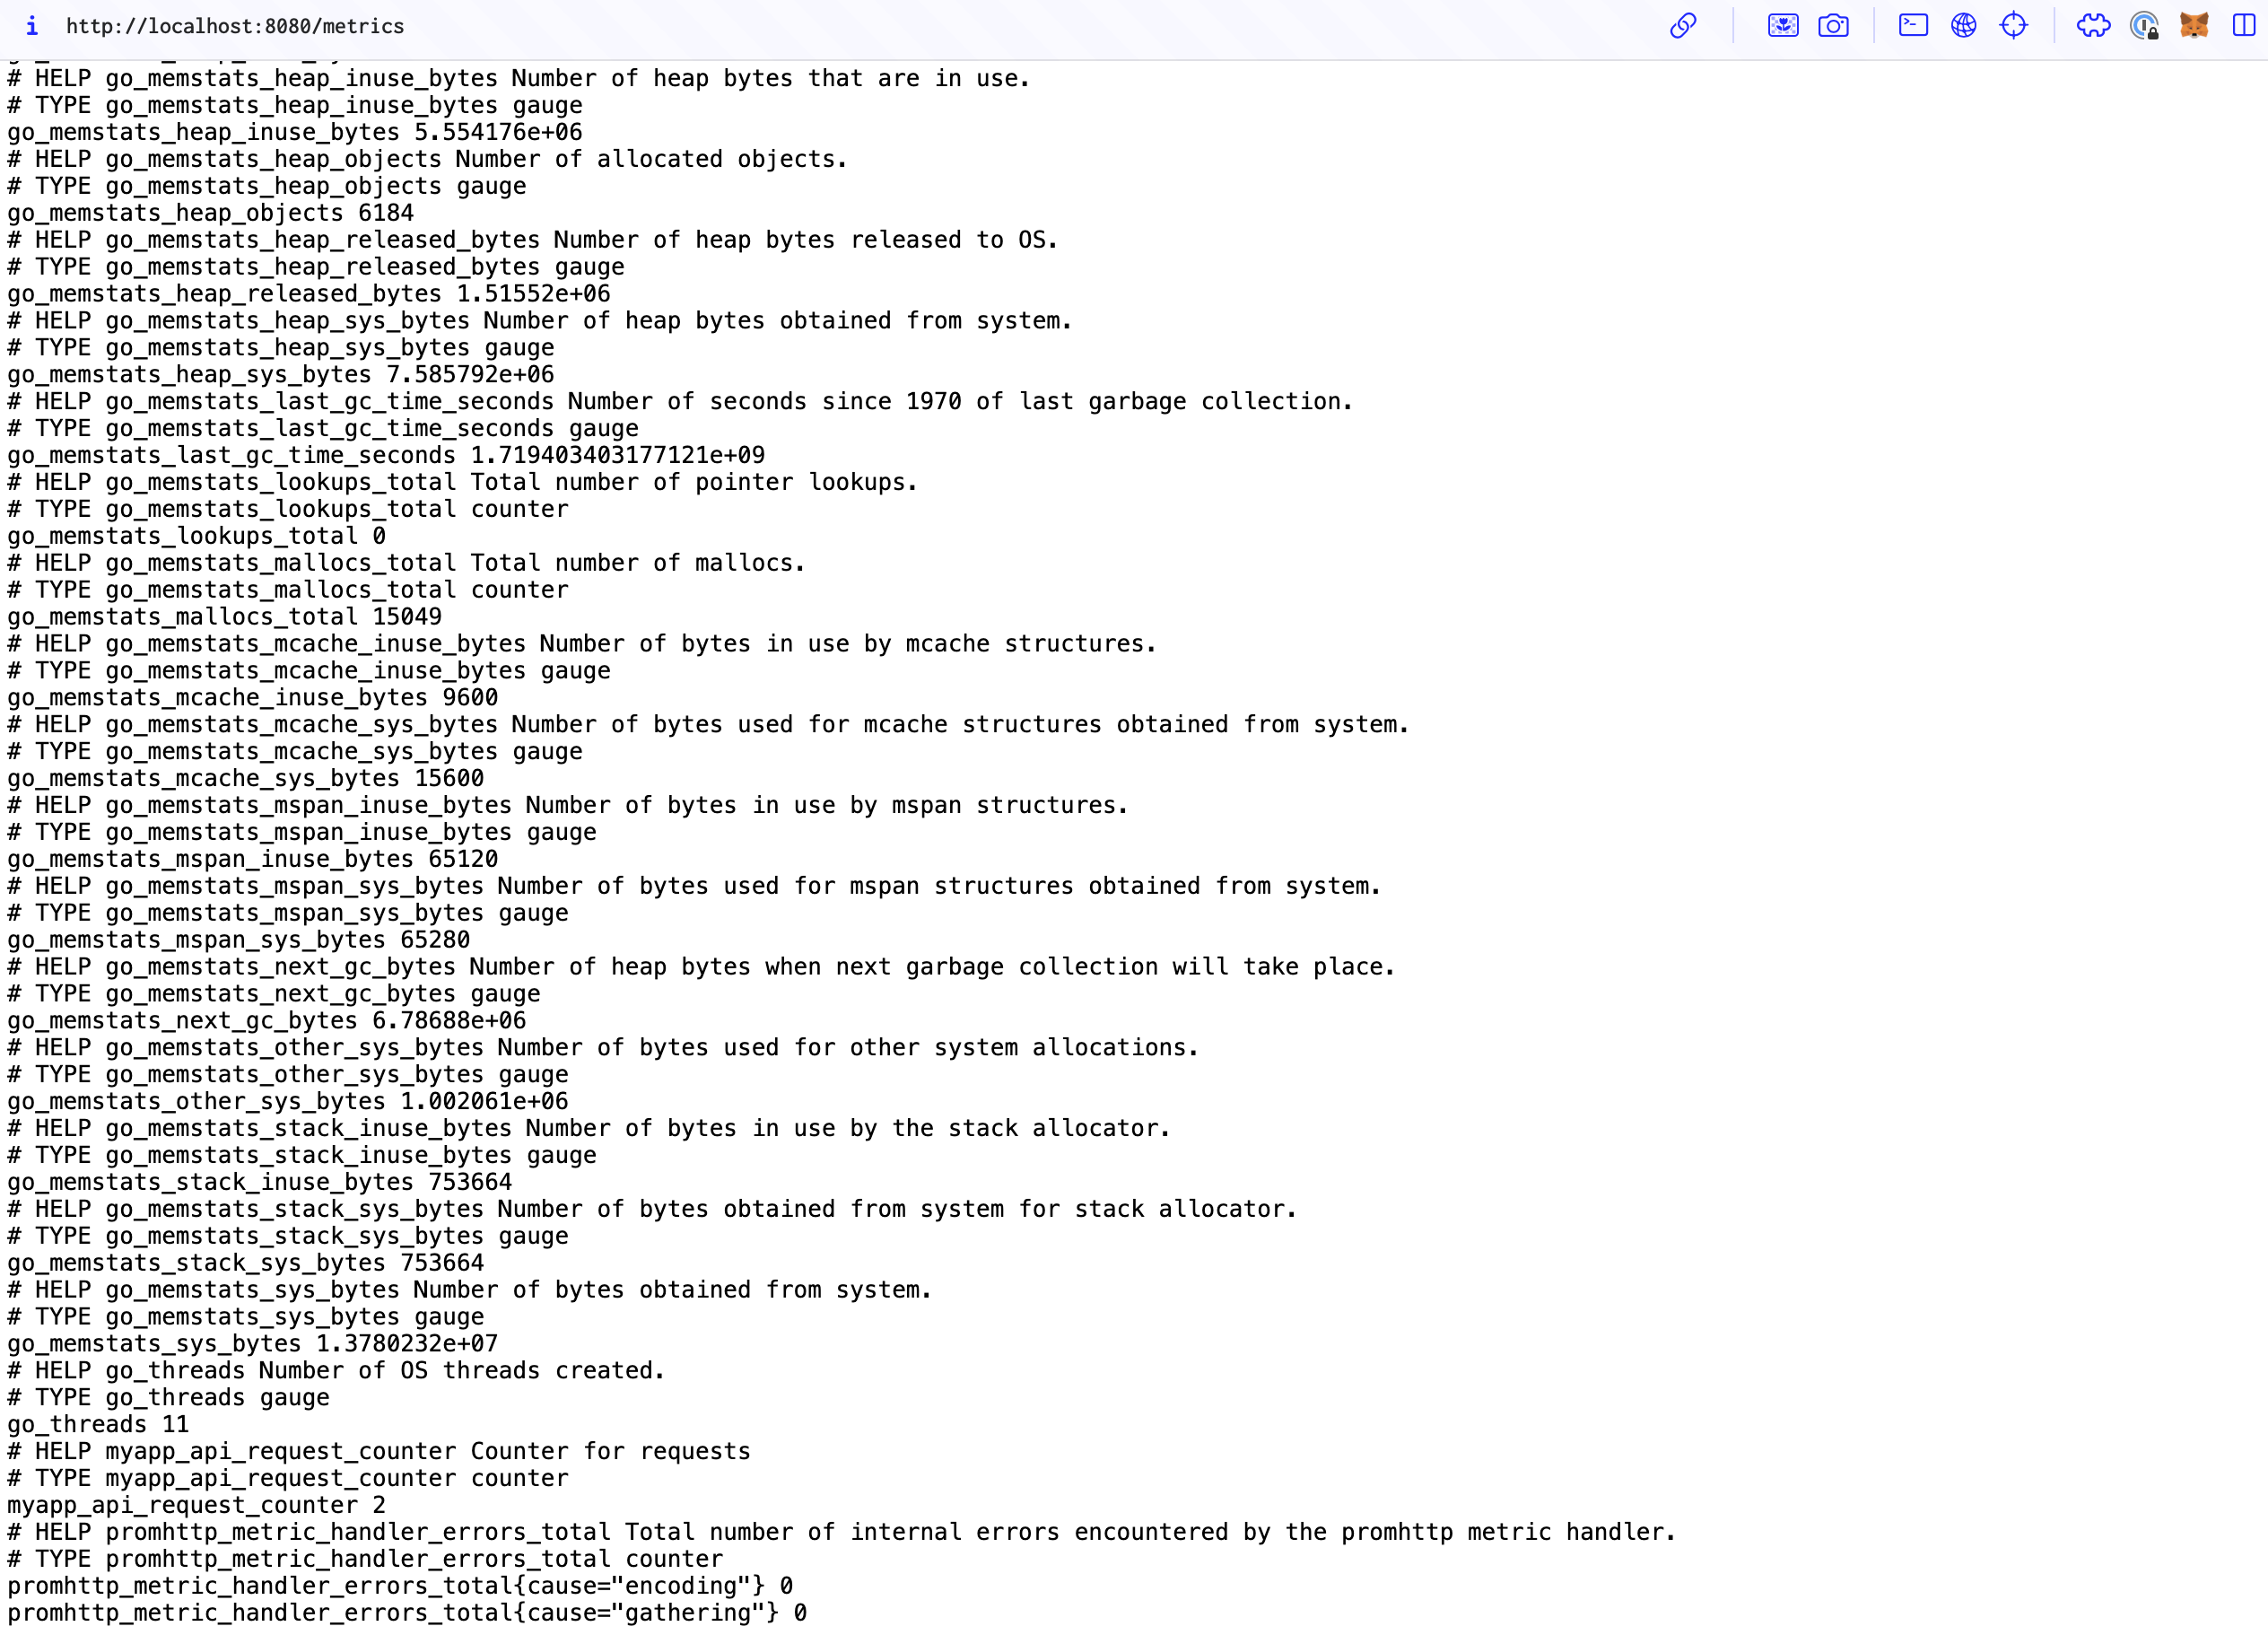 http://localhost:8080/metrics
# HELP go_memstats_heap_inuse_bytes Number of heap bytes that are in use.
# TYPE go_memstats_heap_inuse_bytes gauge
go_memstats_heap_inuse_bytes 5.554176e+06
# HELP go_memstats_heap_objects Number of allocated objects.
# TYPE go_memstats_heap_objects gauge
go_memstats_heap_objects 6184
# HELP go_memstats_heap_released_bytes Number of heap bytes released to OS.
# TYPE go_memstats_heap_released_bytes gauge
go_memstats_heap_released_bytes 1.51552e+06
# HELP go_memstats_heap_sys_bytes Number of heap bytes obtained from system.
# TYPE go_memstats_heap_sys_bytes gauge
go_memstats_heap_sys_bytes 7.585792e+06
# HELP go_memstats_last_gc_time_seconds Number of seconds since 1970 of last garbage collection.
# TYPE go_memstats_last_gc_time_seconds gauge
go_memstats_last_gc_time_seconds 1.719403403177121e+09
# HELP go_memstats_lookups_total Total number of pointer lookups.
# TYPE go_memstats_lookups_total counter
go_memstats_lookups_total 0
# HELP go_memstats_mallocs_total Total number of mallocs.
# TYPE go_memstats_mallocs_total counter
go_memstats_mallocs_total 15049
# HELP go_memstats_mcache_inuse_bytes Number of bytes in use by mcache structures.
# TYPE go_memstats_mcache_inuse_bytes gauge
go_memstats_mcache_inuse_bytes 9600
# HELP go_memstats_mcache_sys_bytes Number of bytes used for mcache structures obtained from system.
# TYPE go_memstats_mcache_sys_bytes gauge
go_memstats_mcache_sys_bytes 15600
# HELP go_memstats_mspan_inuse_bytes Number of bytes in use by mspan structures.
# TYPE go_memstats_mspan_inuse_bytes gauge
go_memstats_mspan_inuse_bytes 65120
# HELP go_memstats_mspan_sys_bytes Number of bytes used for mspan structures obtained from system.
# TYPE go_memstats_mspan_sys_bytes gauge
go_memstats_mspan_sys_bytes 65280
# HELP go_memstats_next_gc_bytes Number of heap bytes when next garbage collection will take place.
# TYPE go_memstats_next_gc_bytes gauge
go_memstats_next_gc_bytes 6.78688e+06
# HELP go_memstats_other_sys_bytes Number of bytes used for other system allocations.
# TYPE go_memstats_other_sys_bytes gauge
go_memstats_other_sys_bytes 1.002061e+06
# HELP go_memstats_stack_inuse_bytes Number of bytes in use by the stack allocator.
# TYPE go_memstats_stack_inuse_bytes gauge
go_memstats_stack_inuse_bytes 753664
# HELP go_memstats_stack_sys_bytes Number of bytes obtained from system for stack allocator.
# TYPE go_memstats_stack_sys_bytes gauge
go_memstats_stack_sys_bytes 753664
# HELP go_memstats_sys_bytes Number of bytes obtained from system.
# TYPE go_memstats_sys_bytes gauge
go_memstats_sys_bytes 1.3780232e+07
# HELP go_threads Number of OS threads created.
# TYPE go_threads gauge
go_threads 11
# HELP myapp_api_request_counter Counter for requests
# TYPE myapp_api_request_counter counter
myapp_api_request_counter 2
# HELP promhttp_metric_handler_errors_total Total number of internal errors encountered by the promhttp metric handler.
# TYPE promhttp_metric_handler_errors_total counter
promhttp_metric_handler_errors_total{cause="encoding"} 0
promhttp_metric_handler_errors_total{cause="gathering"} 0